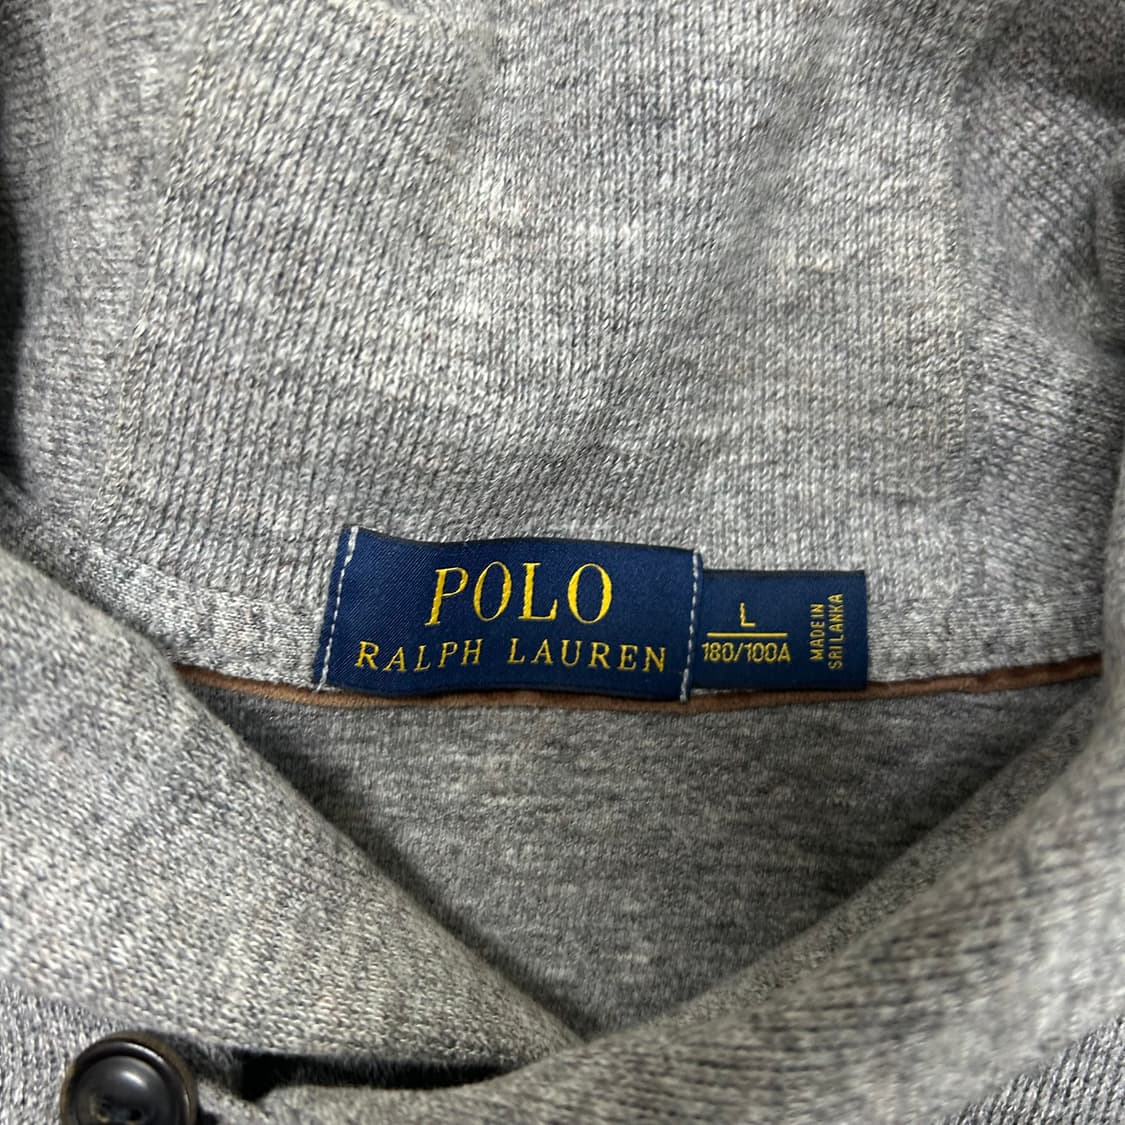 POLO
RALPH LAUREN
L
180/100A
MADE IN
SRI LANKA